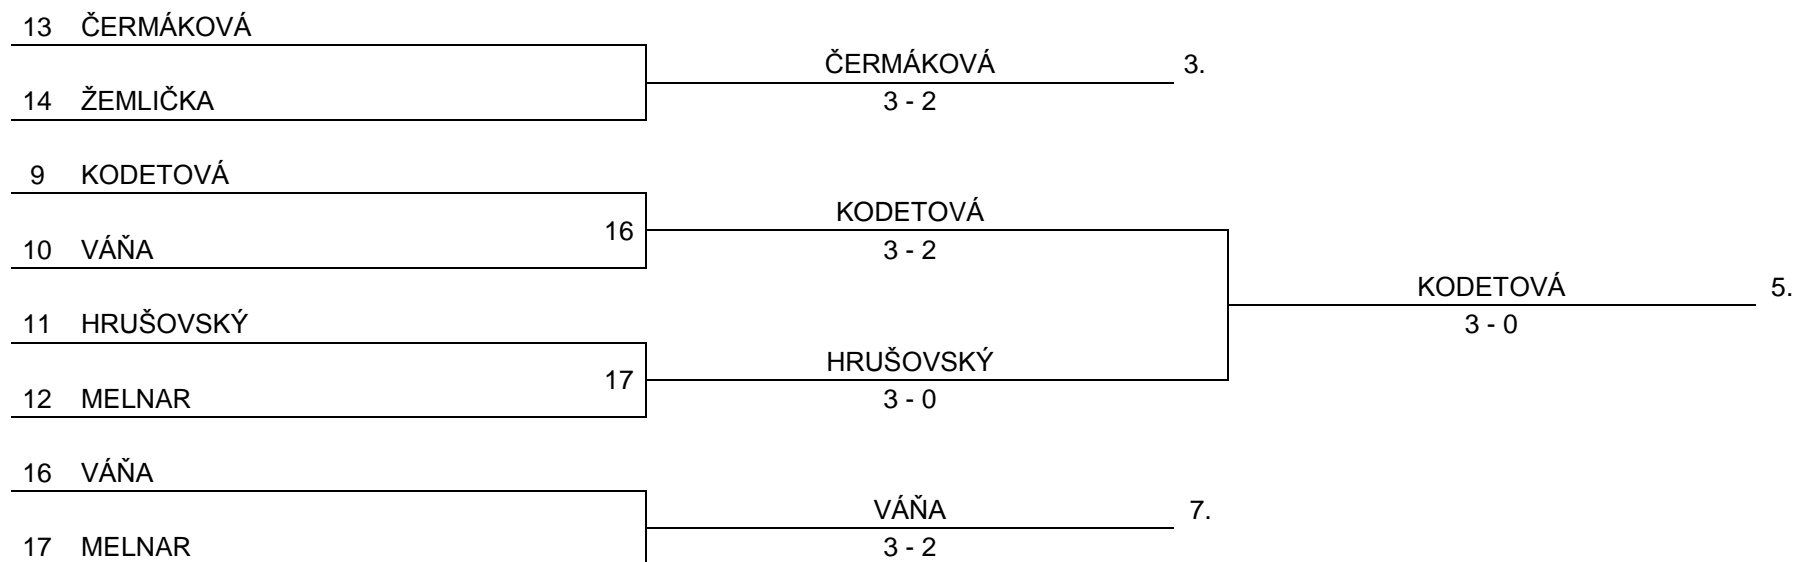 13 ČERMÁKOVÁ
ČERMÁKOVÁ 3.
14 ŽEMLIČKA
3 - 2
9 KODETOVÁ
KODETOVÁ
16
10 VÁŇA
3 - 2
KODETOVÁ 5.
11 HRUŠOVSKÝ
3 - 0
HRUŠOVSKÝ
17
12 MELNAR
3 - 0
16 VÁŇA
VÁŇA 7.
17 MELNAR
3 - 2